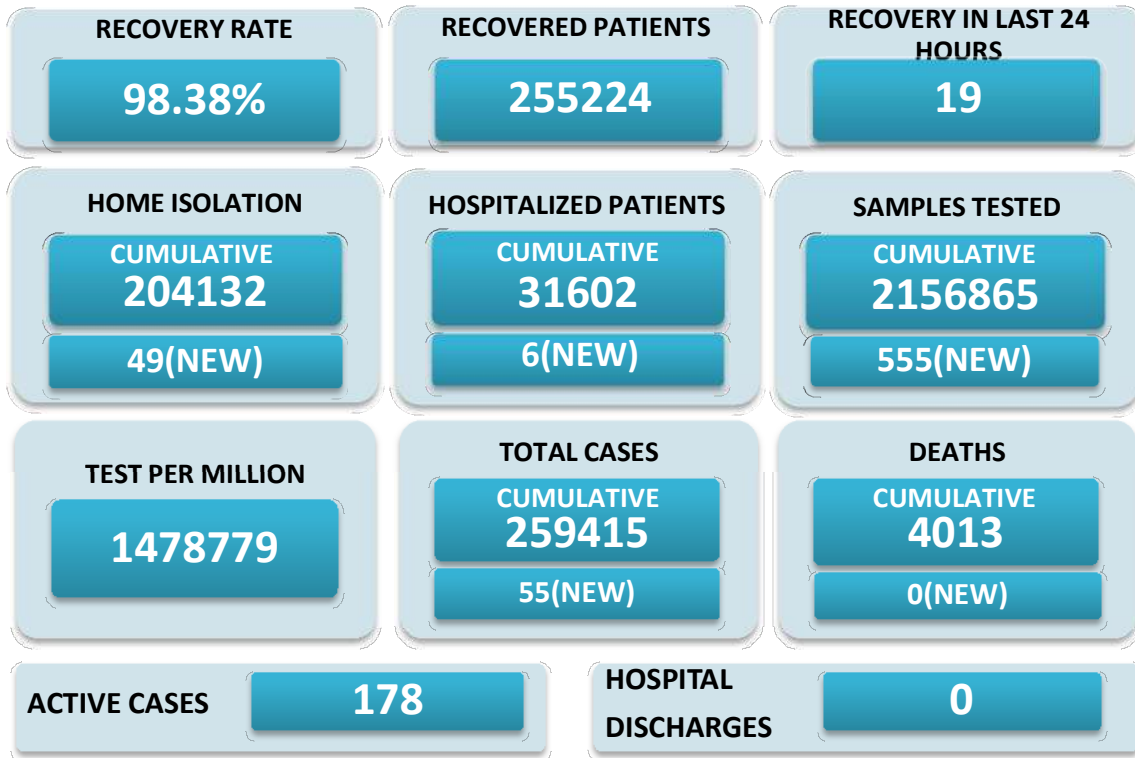 RECOVERY RATE
98.38%
RECOVERED PATIENTS
255224
RECOVERY IN LAST 24
HOURS
19
HOME ISOLATION
CUMULATIVE
204132
49(NEW)
HOSPITALIZED PATIENTS
CUMULATIVE
31602
6(NEW)
SAMPLES TESTED
CUMULATIVE
2156865
555(NEW)
TEST PER MILLION
1478779
TOTAL CASES
CUMULATIVE
259415
55(NEW)
DEATHS
CUMULATIVE
4013
0(NEW)
ACTIVE CASES
178
HOSPITAL
DISCHARGES
0